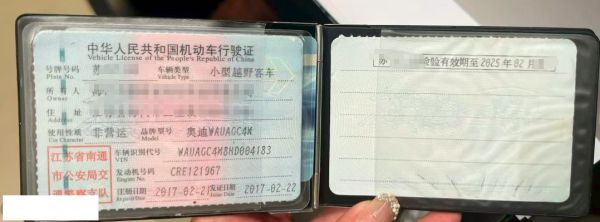 中华人民共和国机动车行驶证
Vehicle License of the People's Republic of China
号牌号码 苏 车辆类型 小型越野客车
Plate No. Vehicle Type
所有人
Owner
住址
Address
使用性质 非营运 品牌型号 奥迪WAUAGC4M
Use Character Model
车辆识别代号 WAUAGC4M8HD004183
VIN
发动机号码 CRE121967
Engine No.
注册日期 2017-02-21 发证日期 2017-02-22
江苏省南通
市公安局交
通警察支队
苏 检验有效期至 2025年02月